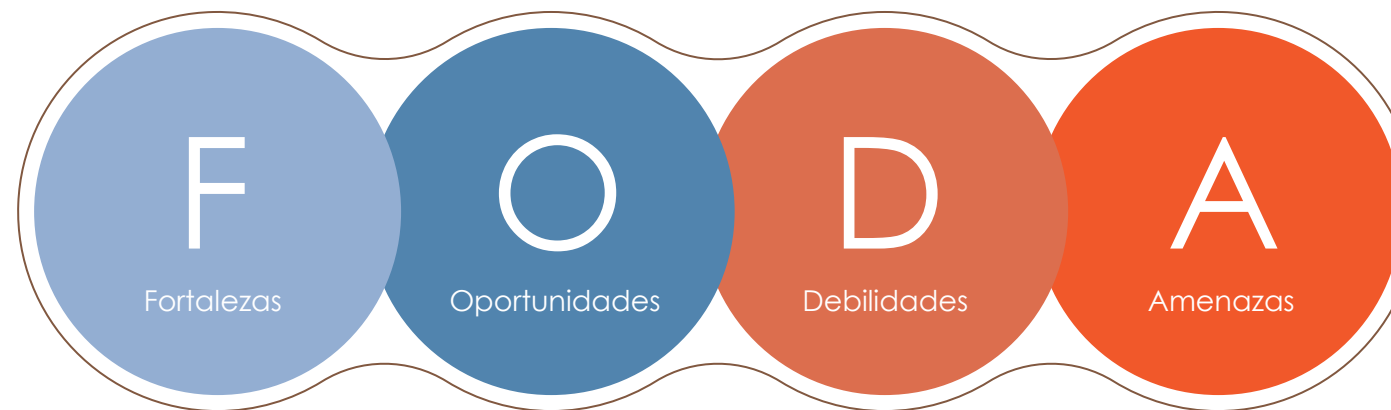 F
O
D
A
Fortalezas
Oportunidades
Debilidades
Amenazas